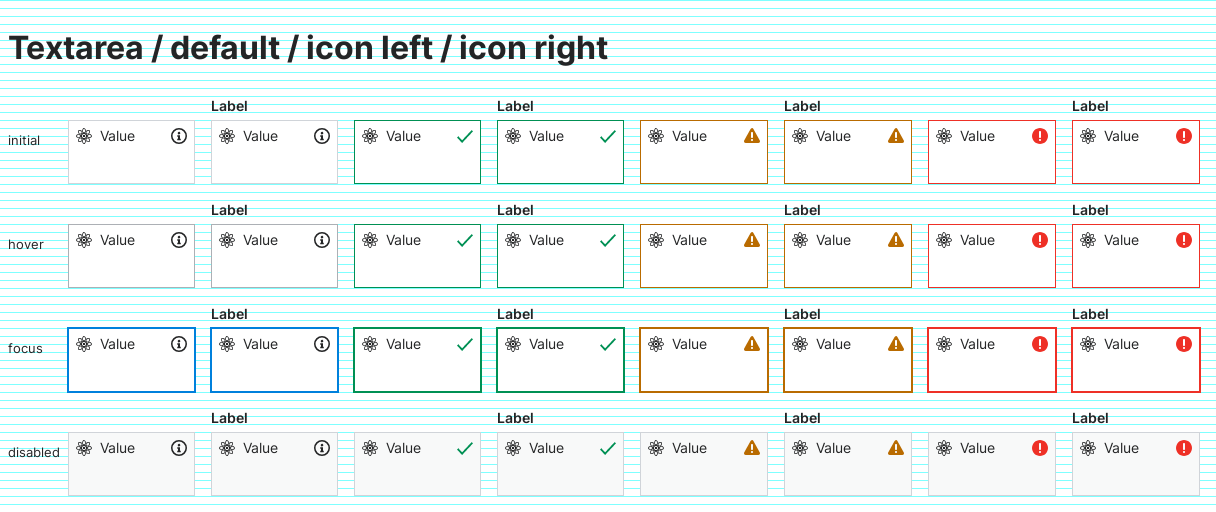 Textarea / default / icon left / icon right
Label Label Label Label
initial Value Value Value Value Value Value Value Value
Label Label Label Label
hover Value Value Value Value Value Value Value Value
Label Label Label Label
focus Value Value Value Value Value Value Value Value
Label Label Label Label
disabled Value Value Value Value Value Value Value Value